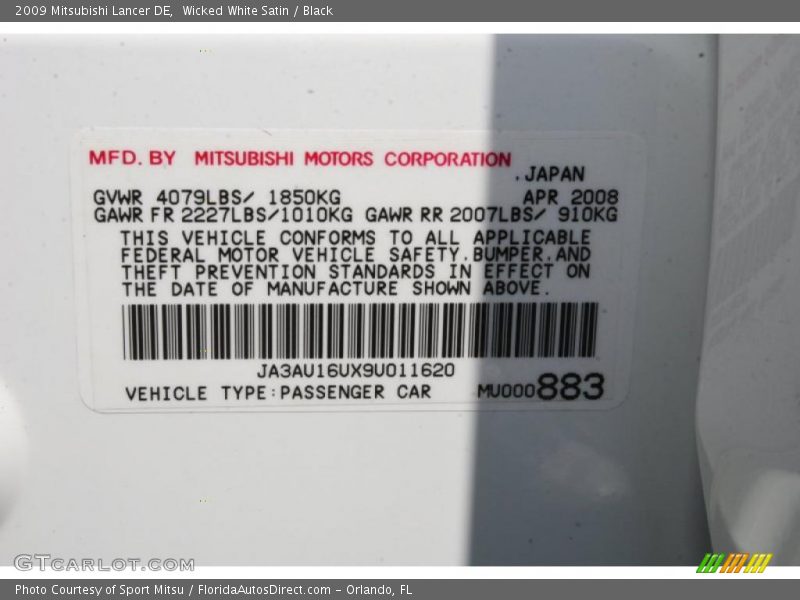 2009 Mitsubishi Lancer DE, Wicked White Satin / Black
MFD. BY MITSUBISHI MOTORS CORPORATION
.JAPAN
GVWR 4079LBS/ 1850KG APR 2008
GAWR FR 2227LBS/1010KG GAWR RR 2007LBS/ 910KG
THIS VEHICLE CONFORMS TO ALL APPLICABLE
FEDERAL MOTOR VEHICLE SAFETY,BUMPER,AND
THEFT PREVENTION STANDARDS IN EFFECT ON
THE DATE OF MANUFACTURE SHOWN ABOVE.
JA3AU16UX9U011620
VEHICLE TYPE:PASSENGER CAR MU000883
GTCARLOT.COM
Photo Courtesy of Sport Mitsu / FloridaAutosDirect.com - Orlando, FL